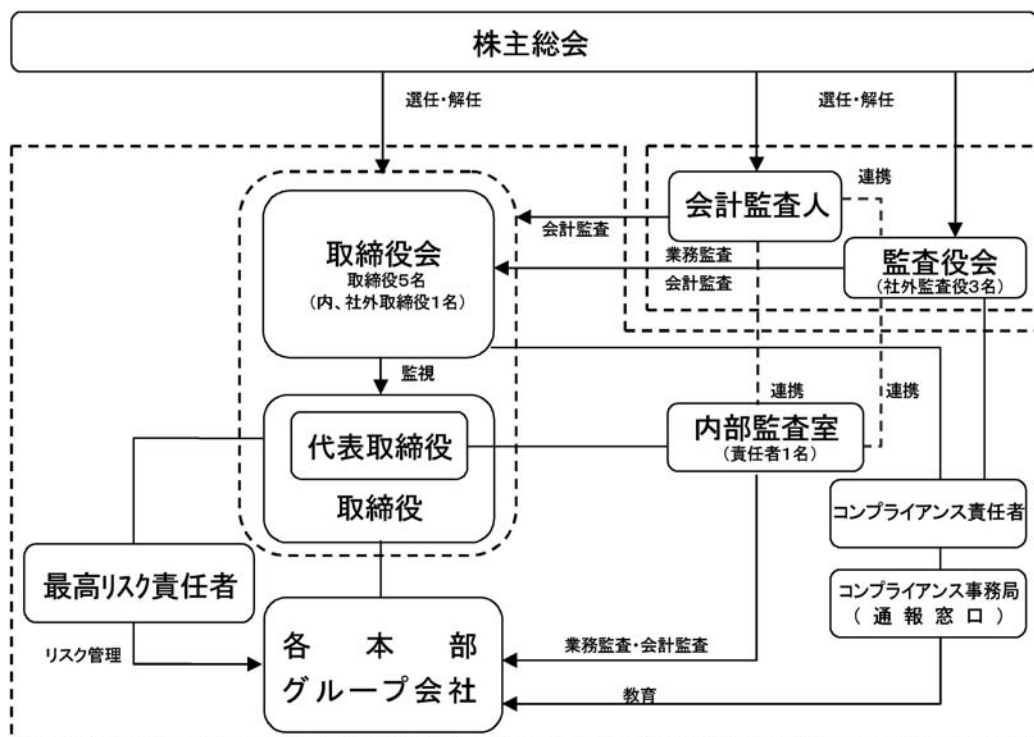 株主総会
選任・解任
選任・解任
連携
会計監査人
会計監査
取締役会
取締役5名
（内、社外取締役1名）
業務監査
会計監査
監査役会
（社外監査役3名）
監視
連携
連携
代表取締役
取締役
内部監査室
（責任者1名）
コンプライアンス責任者
最高リスク責任者
コンプライアンス事務局
（通報窓口）
リスク管理
各本部
グループ会社
業務監査・会計監査
教育